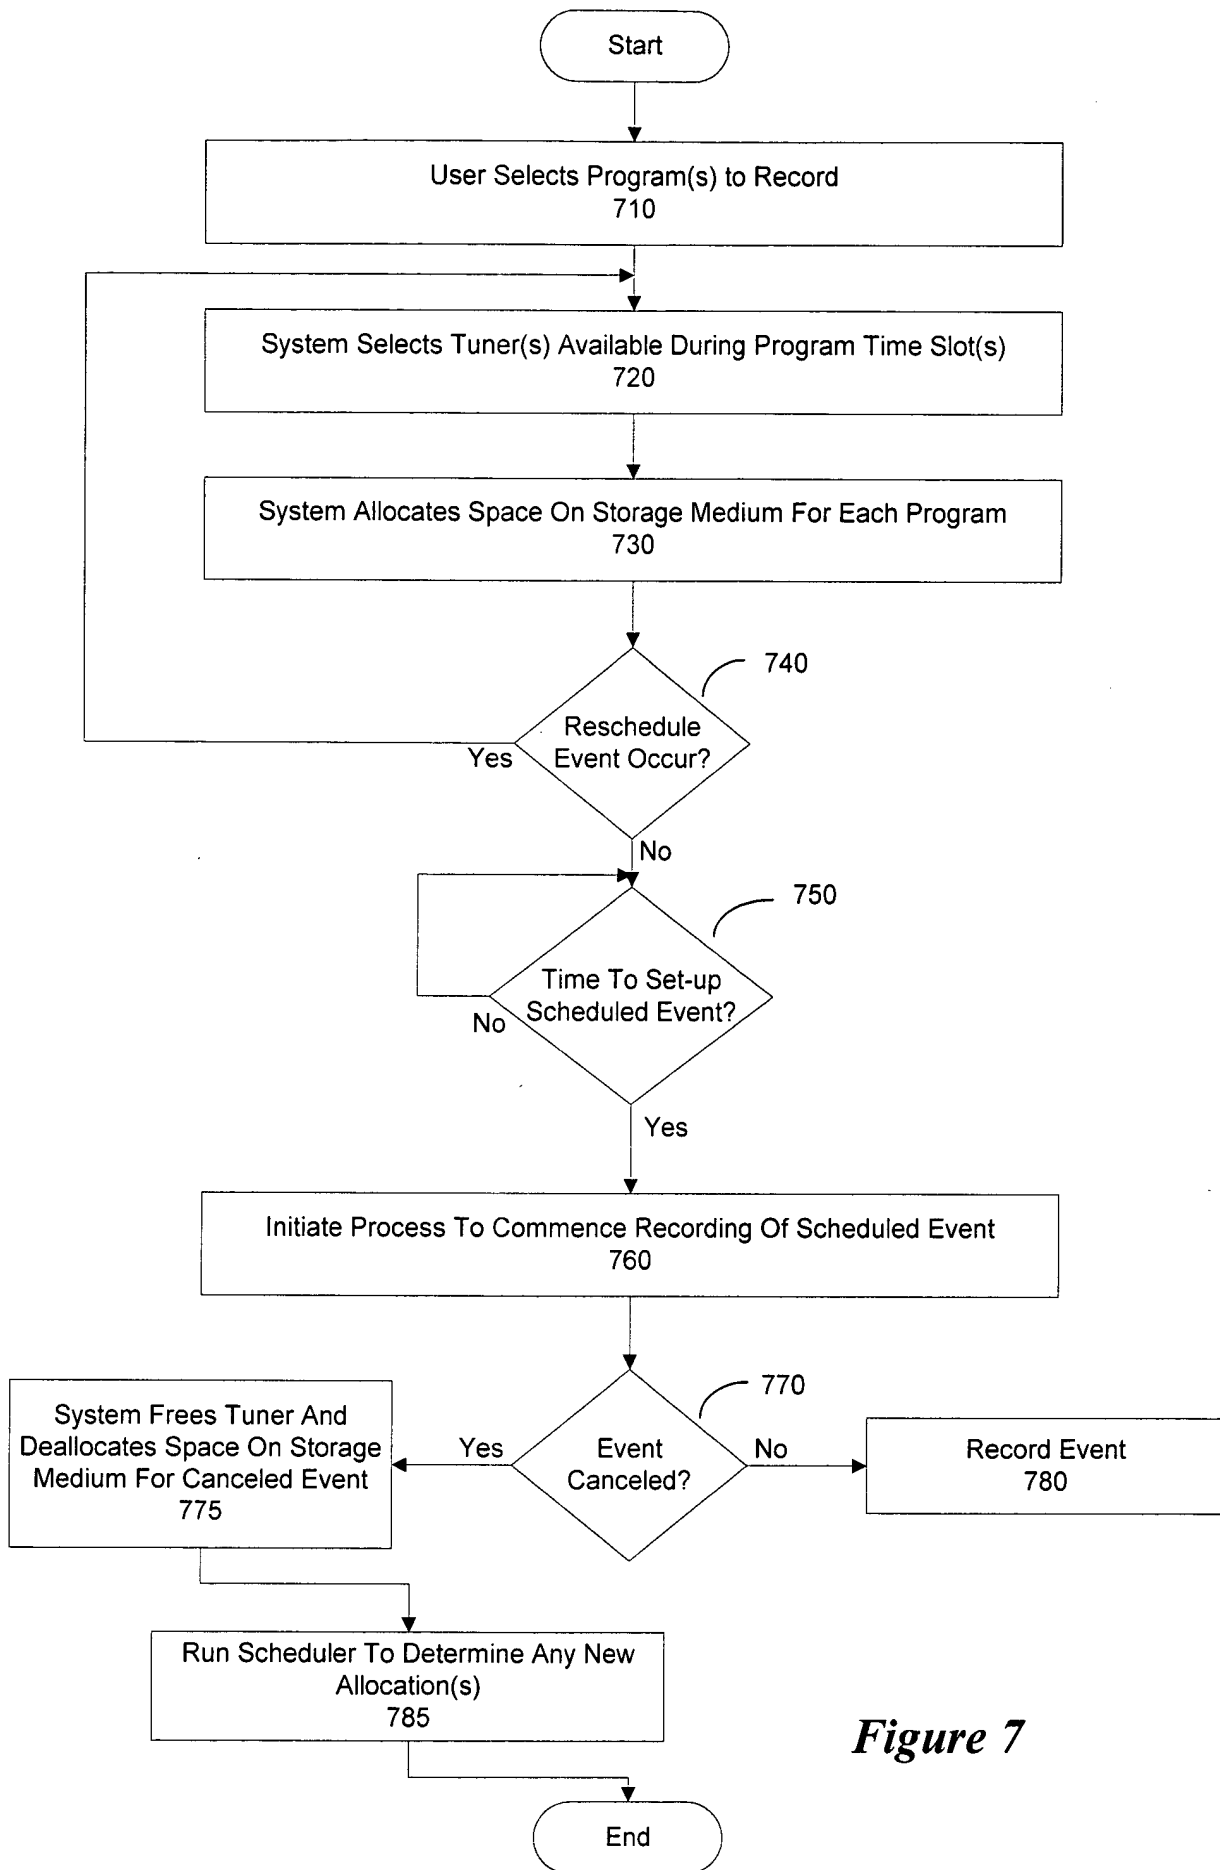 Start
User Selects Program(s) to Record
710
System Selects Tuner(s) Available During Program Time Slot(s)
720
System Allocates Space On Storage Medium For Each Program
730
740
Reschedule
Event Occur?
Yes
No
750
Time To Set-up
Scheduled Event?
No
Yes
Initiate Process To Commence Recording Of Scheduled Event
760
770
System Frees Tuner And
Deallocates Space On Storage
Medium For Canceled Event
775
Yes
Event
Canceled?
No
Record Event
780
Run Scheduler To Determine Any New
Allocation(s)
785
Figure 7
End